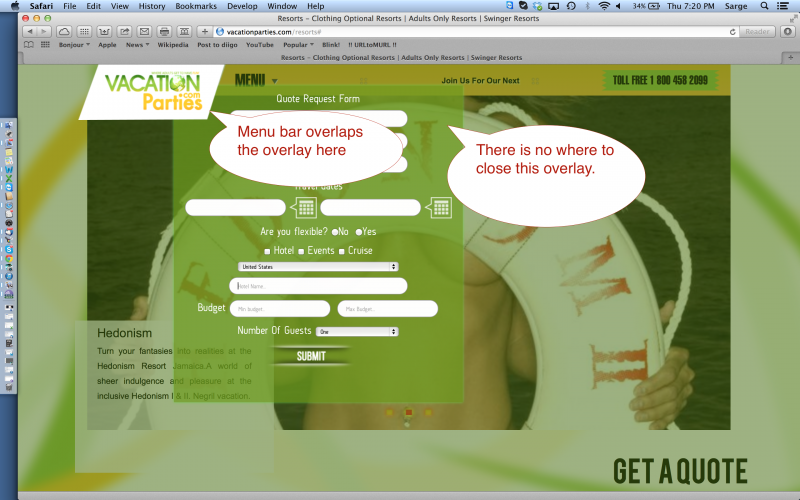 Safari File Edit View History Bookmarks Develop Window Help 34% Thu 7:20 PM Sarge
Resorts – Clothing Optional Resorts | Adults Only Resorts | Swinger Resorts
vacationparties.com/resorts# Reader
Bonjour Apple News Wikipedia Post to diigo YouTube Popular Blink! !! URLtoMURL !!
Resorts – Clothing Optional Resorts | Adults Only Resorts | Swinger Resorts
VACATION
.com
Parties
MENU
Join Us For Our Next
TOLL FREE 1 800 458 2099
Quote Request Form
Menu bar overlaps
the overlay here
There is no where to
close this overlay.
Travel Dates
Are you flexible? No Yes
Hotel Events Cruise
United States
Hotel Name...
Budget Min budget.. Max Budget...
Number Of Guests One
SUBMIT
Hedonism
Turn your fantasies into realities at the
Hedonism Resort Jamaica.A world of
sheer indulgence and pleasure at the
inclusive Hedonism I & II. Negril vacation.
GET A QUOTE